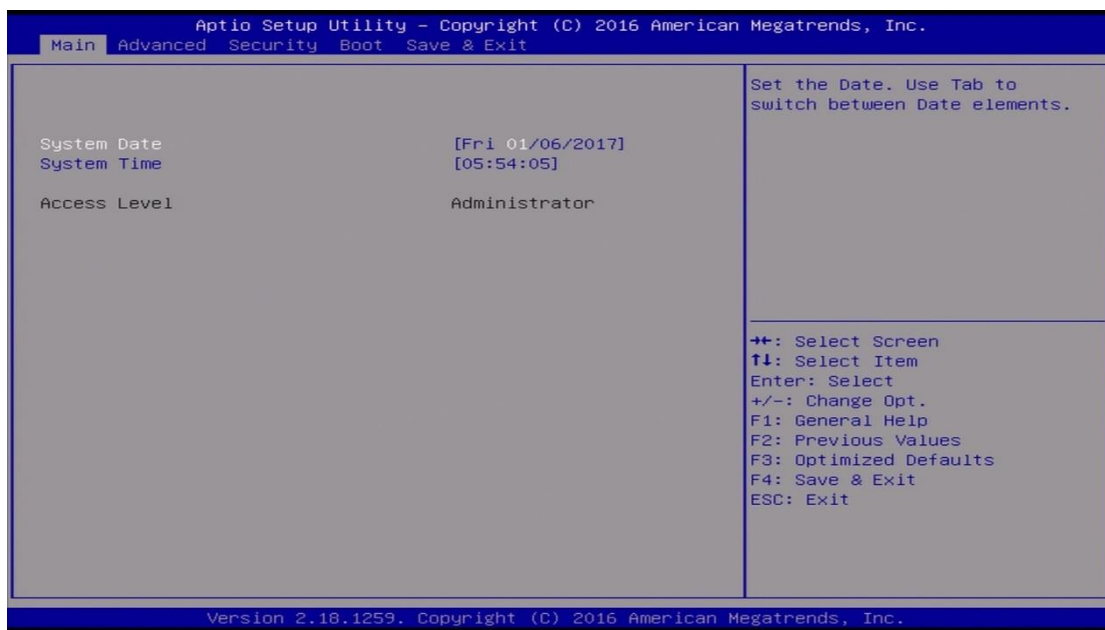 Aptio Setup Utility – Copyright (C) 2016 American Megatrends, Inc.
Main Advanced Security Boot Save & Exit
Set the Date. Use Tab to
switch between Date elements.
System Date [Fri 01/06/2017]
System Time [05:54:05]
Access Level Administrator
→←: Select Screen
↑↓: Select Item
Enter: Select
+/-: Change Opt.
F1: General Help
F2: Previous Values
F3: Optimized Defaults
F4: Save & Exit
ESC: Exit
Version 2.18.1259. Copyright (C) 2016 American Megatrends, Inc.